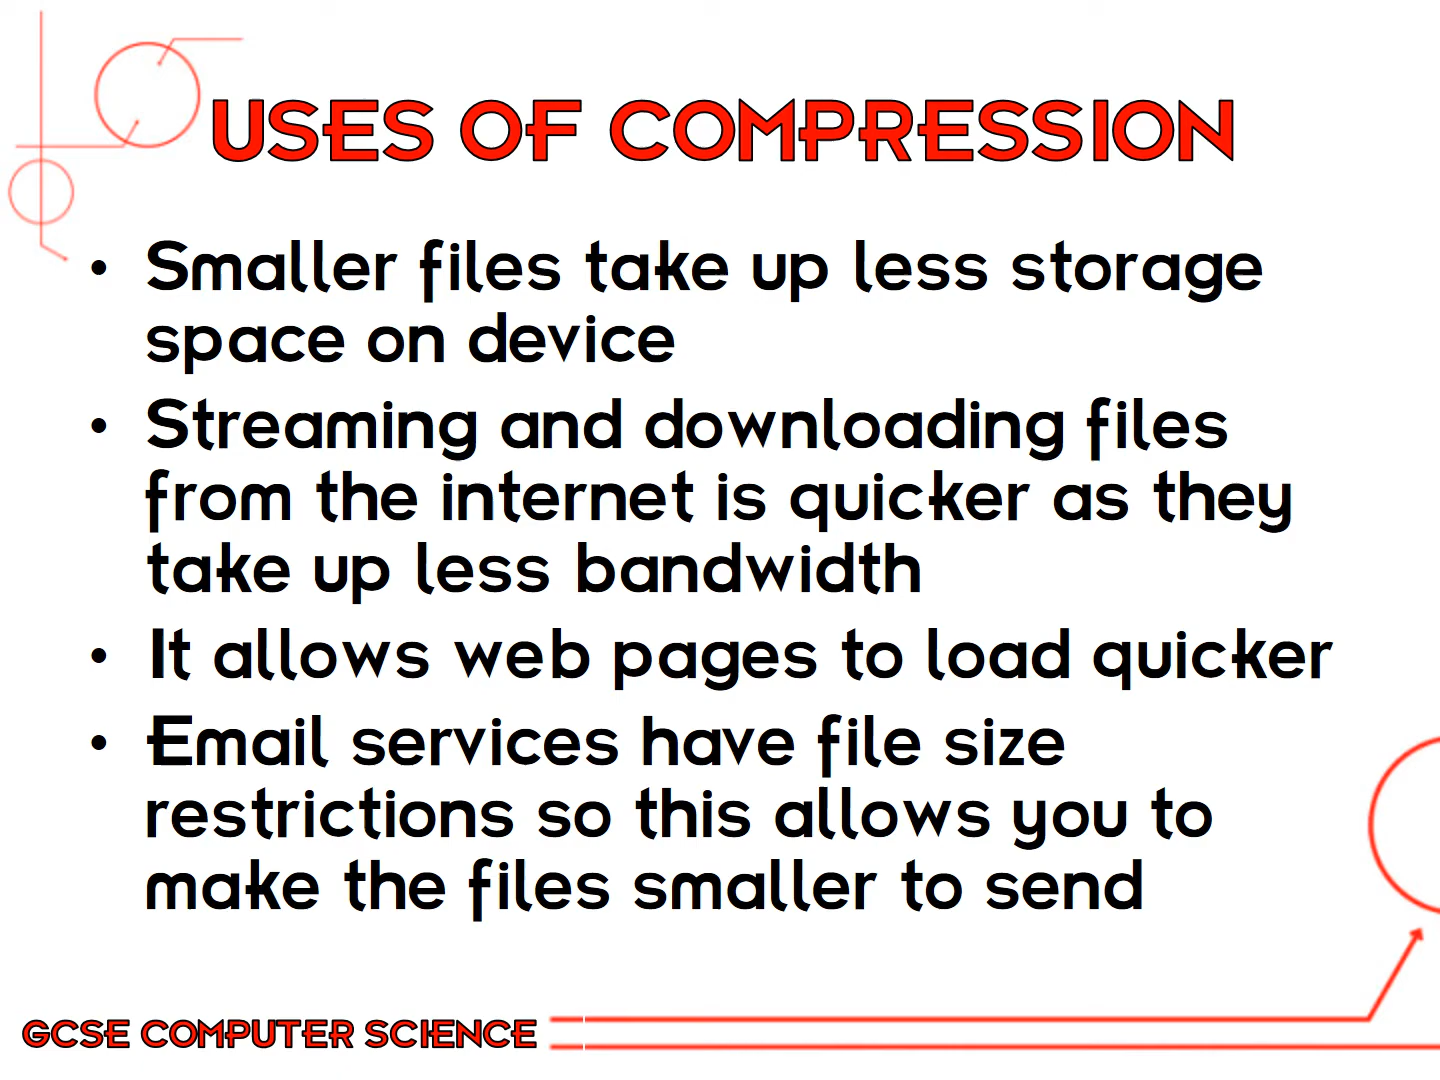 USES OF COMPRESSION
• Smaller files take up less storage
space on device
• Streaming and downloading files
from the internet is quicker as they
take up less bandwidth
• It allows web pages to load quicker
• Email services have file size
restrictions so this allows you to
make the files smaller to send
GCSE COMPUTER SCIENCE